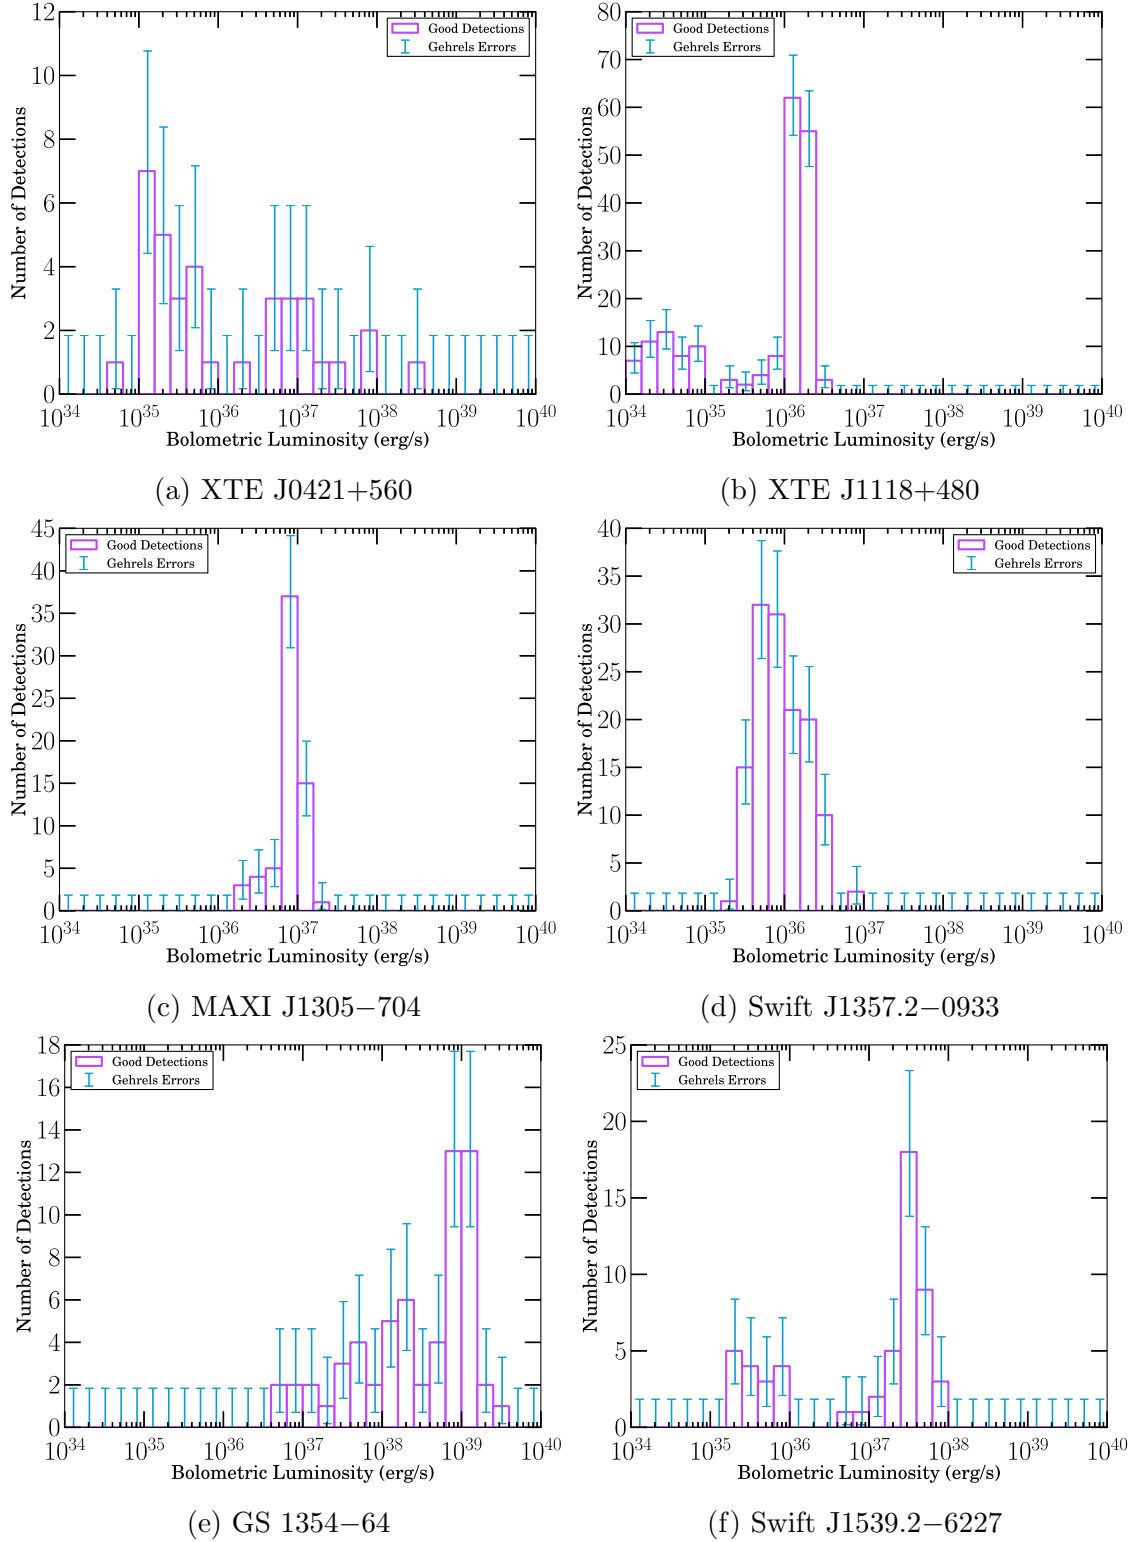 12
10
8
6
4
2
0
Number of Detections
Good Detections
Gehrels Errors
10^34 10^35 10^36 10^37 10^38 10^39 10^40
Bolometric Luminosity (erg/s)
(a) XTE J0421+560
80
70
60
50
40
30
20
10
0
Number of Detections
Good Detections
Gehrels Errors
10^34 10^35 10^36 10^37 10^38 10^39 10^40
Bolometric Luminosity (erg/s)
(b) XTE J1118+480
45
40
35
30
25
20
15
10
5
0
Number of Detections
Good Detections
Gehrels Errors
10^34 10^35 10^36 10^37 10^38 10^39 10^40
Bolometric Luminosity (erg/s)
(c) MAXI J1305−704
40
35
30
25
20
15
10
5
0
Number of Detections
Good Detections
Gehrels Errors
10^34 10^35 10^36 10^37 10^38 10^39 10^40
Bolometric Luminosity (erg/s)
(d) Swift J1357.2−0933
18
16
14
12
10
8
6
4
2
0
Number of Detections
Good Detections
Gehrels Errors
10^34 10^35 10^36 10^37 10^38 10^39 10^40
Bolometric Luminosity (erg/s)
(e) GS 1354−64
25
20
15
10
5
0
Number of Detections
Good Detections
Gehrels Errors
10^34 10^35 10^36 10^37 10^38 10^39 10^40
Bolometric Luminosity (erg/s)
(f) Swift J1539.2−6227